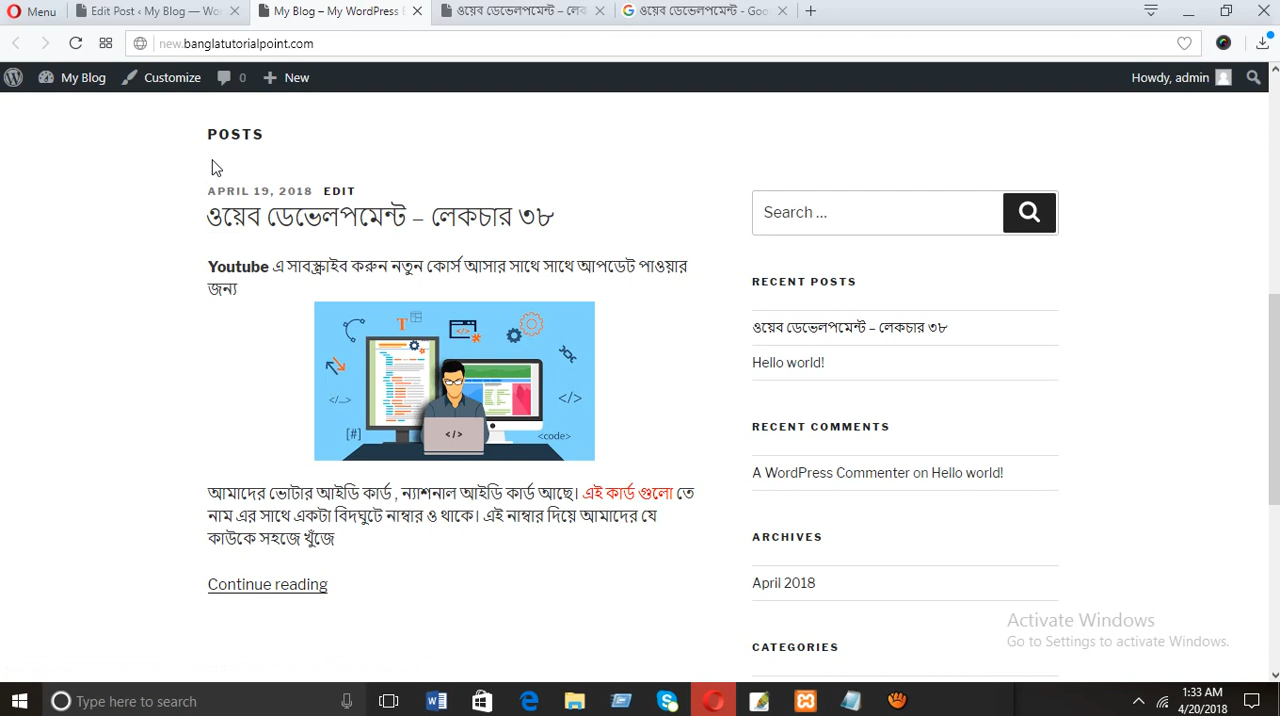 Menu
Edit Post ‹ My Blog — Wo
My Blog – My WordPress B
ওয়েব ডেভেলপমেন্ট – লেক
ওয়েব ডেভেলপমেন্ট - Goo
new.banglatutorialpoint.com
My Blog
Customize
0
New
Howdy, admin
POSTS
APRIL 19, 2018 EDIT
ওয়েব ডেভেলপমেন্ট – লেকচার ৩৮
Youtube এ সাবস্ক্রাইব করুন নতুন কোর্স আসার সাথে সাথে আপডেট পাওয়ার
জন্য
T
</...>
[#]
</>
</>
<code>
আমাদের ভোটার আইডি কার্ড , ন্যাশনাল আইডি কার্ড আছে। এই কার্ড গুলো তে
নাম এর সাথে একটা বিদঘুটে নাম্বার ও থাকে। এই নাম্বার দিয়ে আমাদের যে
কাউকে সহজে খুঁজে
Continue reading
Search …
RECENT POSTS
ওয়েব ডেভেলপমেন্ট – লেকচার ৩৮
Hello world!
RECENT COMMENTS
A WordPress Commenter on Hello world!
ARCHIVES
April 2018
CATEGORIES
Activate Windows
Go to Settings to activate Windows.
Type here to search
1:33 AM
4/20/2018